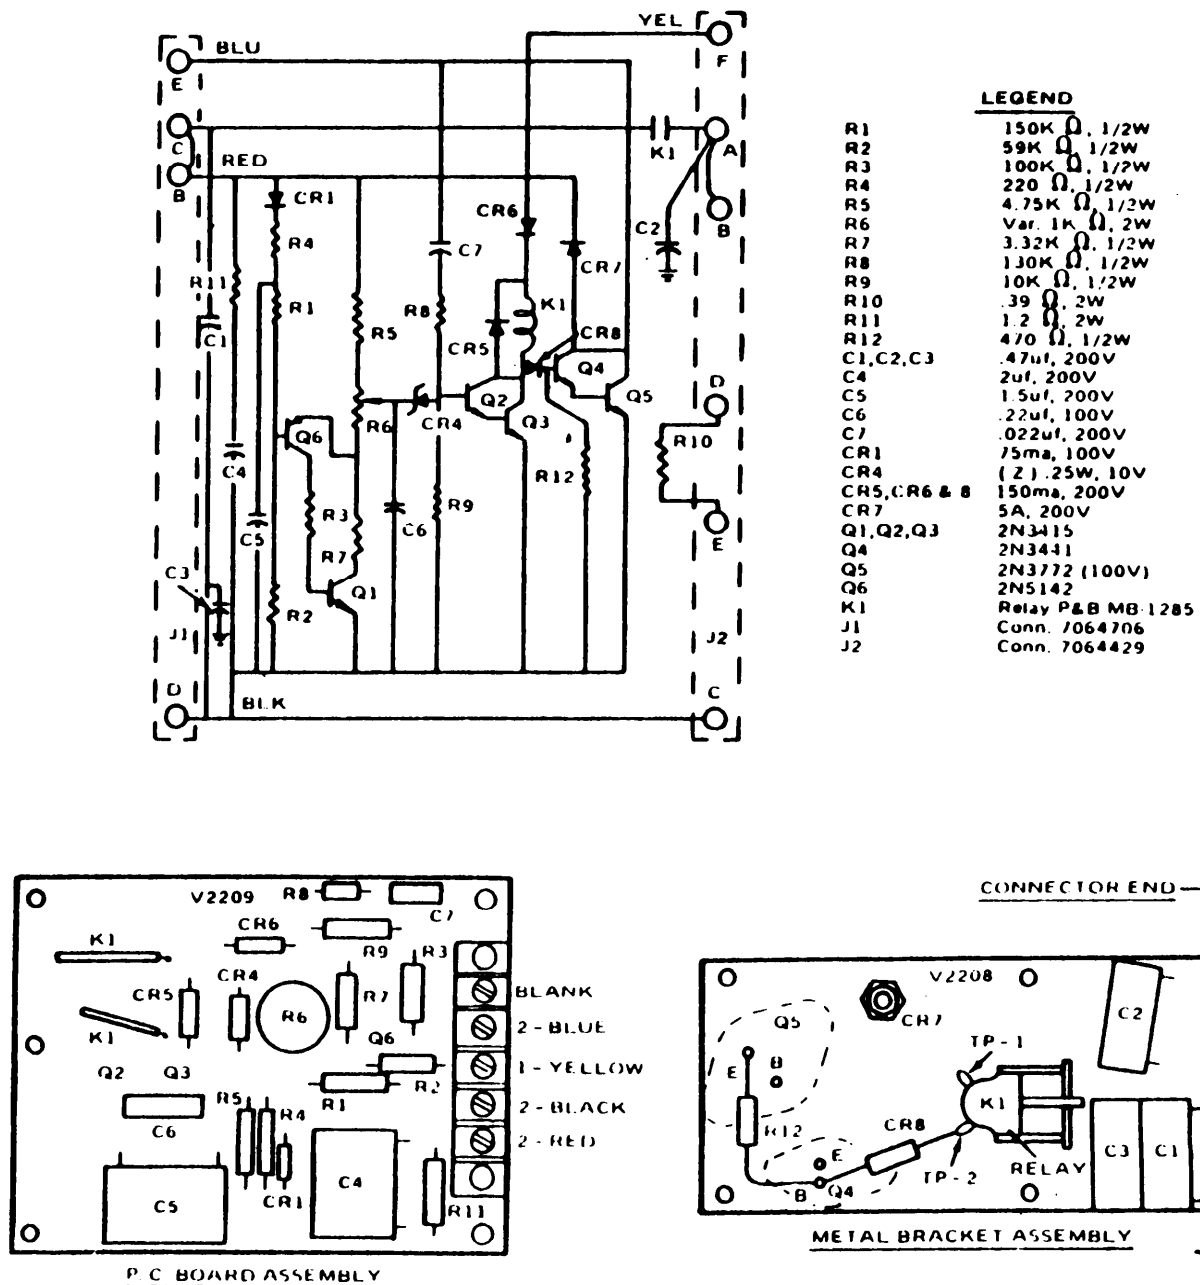 YEL
BLU
E
F
C
K1
A
RED
B
CR1
CR6
C2
B
R4
C7
CR7
R11
R1
K1
C1
R5
R8
CR5
CR8
Q4
D
Q2
Q5
R6
CR4
Q3
Q6
R10
C4
R12
R3
R9
C5
C6
E
R7
C3
Q1
R2
J1
J2
D
BLK
C
LEGEND
R1 150K Ω, 1/2W
R2 59K Ω, 1/2W
R3 100K Ω, 1/2W
R4 220 Ω, 1/2W
R5 4.75K Ω, 1/2W
R6 Var. 1K Ω, 2W
R7 3.32K Ω, 1/2W
R8 130K Ω, 1/2W
R9 10K Ω, 1/2W
R10 .39 Ω, 2W
R11 1.2 Ω, 2W
R12 470 Ω, 1/2W
C1,C2,C3 .47uf, 200V
C4 2uf, 200V
C5 1.5uf, 200V
C6 .22uf, 100V
C7 .022uf, 200V
CR1 75ma, 100V
CR4 (Z) .25W, 10V
CR5,CR6 & 8 150ma, 200V
CR7 5A, 200V
Q1,Q2,Q3 2N3415
Q4 2N3441
Q5 2N3772 (100V)
Q6 2N5142
K1 Relay P&B MB-1285
J1 Conn. 7064706
J2 Conn. 7064429
V2209
R8
C7
CR6
K1
R9
R3
CR4
CR5
R7
BLANK
R6
K1
2-BLUE
Q6
Q2
Q3
R2
1-YELLOW
R1
R5
R4
2-BLACK
C6
2-RED
C4
C5
CR1
R11
P.C. BOARD ASSEMBLY
CONNECTOR END
V2208
CR7
C2
Q5
TP-1
E
B
K1
R12
CR8
E
RELAY
C3
C1
TP-2
B
Q4
METAL BRACKET ASSEMBLY